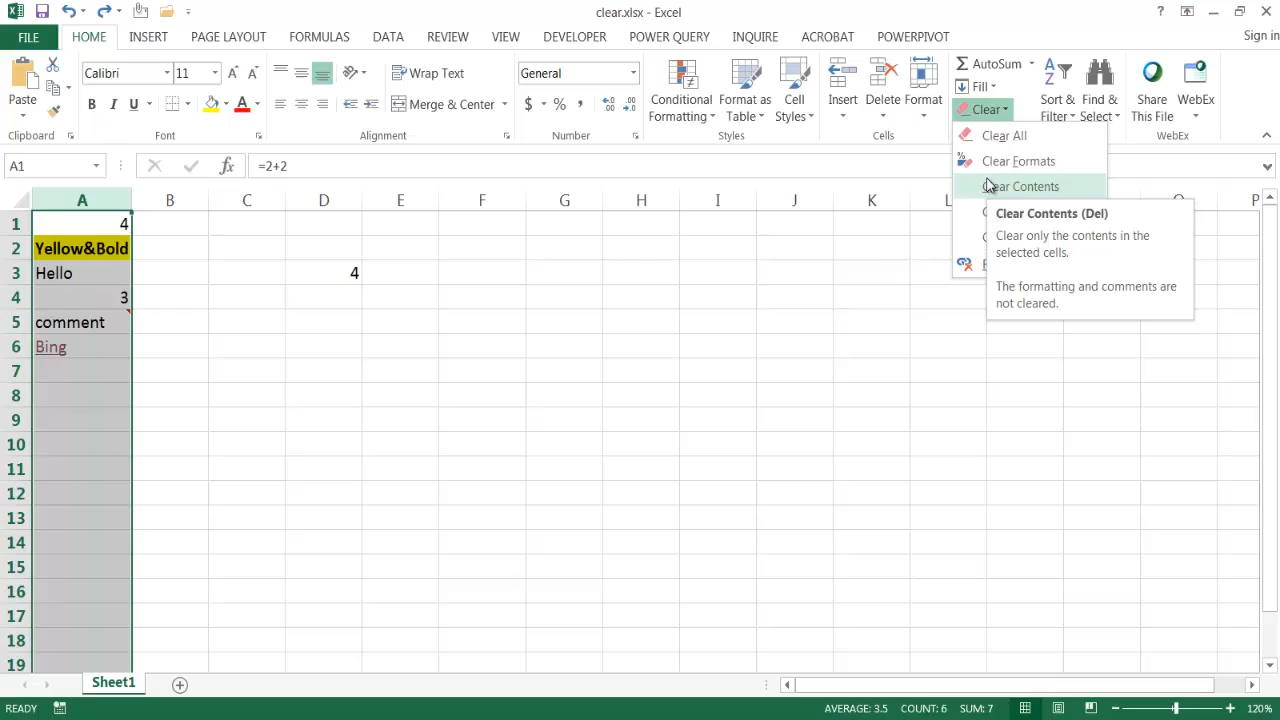 clear.xlsx - Excel
?
FILE HOME INSERT PAGE LAYOUT FORMULAS DATA REVIEW VIEW DEVELOPER POWER QUERY INQUIRE ACROBAT POWERPIVOT Sign in
Paste
Clipboard
Calibri 11
B I U A
Font
Wrap Text
Merge & Center
Alignment
General
$ % ,
Number
Conditional Formatting
Format as Table
Cell Styles
Styles
Insert Delete Format
Cells
AutoSum
Fill
Clear
Sort & Filter
Find & Select
Share This File
WebEx
WebEx
Clear All
Clear Formats
Contents
Clear Contents (Del)
Clear only the contents in the
selected cells.
The formatting and comments are
not cleared.
A1 fx =2+2
A B C D E F G H I J K L P
1 4
2 Yellow&Bold
3 Hello 4
4 3
5 comment
6 Bing
7
8
9
10
11
12
13
14
15
16
17
18
19
Sheet1
READY AVERAGE: 3.5 COUNT: 6 SUM: 7 120%